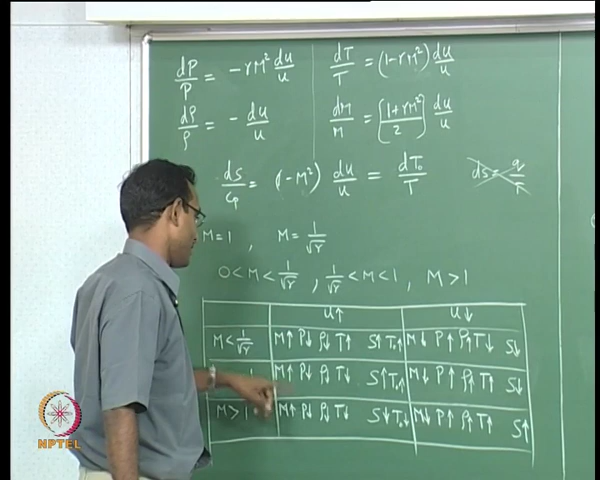 dP/P = -γM² du/u   dT/T = (1-γM²) du/u
dρ/ρ = - du/u   dM/M = [1+γM²/2] du/u
ds/Cp = (1-M²) du/u = dT₀/T   ds = q/T
M=1 , M = 1/√γ
0<M<1/√γ , 1/√γ<M<1 , M>1
u↑ u↓
M<1/√γ M↑ P↓ ρ↓ T↑ S↑ T₀↑ M↓ P↑ ρ↑ T↓ S↓
M↑ P↓ ρ↓ T↓ S↑ T₀↑ M↓ P↑ ρ↑ T↑ S↓
M>1 M↑ P↓ ρ↓ T↓ S↓ T₀↓ M↓ P↑ ρ↑ T↑ S↑
NPTEL